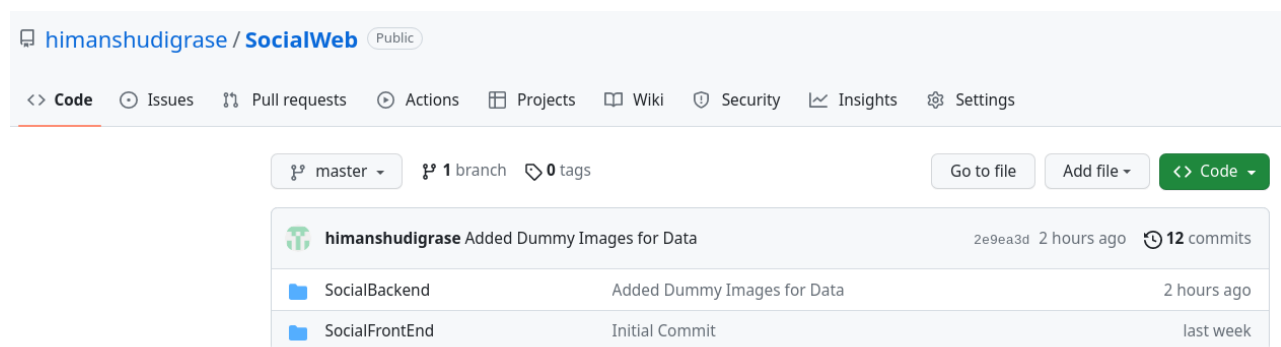 himanshudigrase / SocialWeb Public
<> Code Issues Pull requests Actions Projects Wiki Security Insights Settings
master 1 branch 0 tags Go to file Add file <> Code
himanshudigrase Added Dummy Images for Data 2e9ea3d 2 hours ago 12 commits
SocialBackend Added Dummy Images for Data 2 hours ago
SocialFrontEnd Initial Commit last week